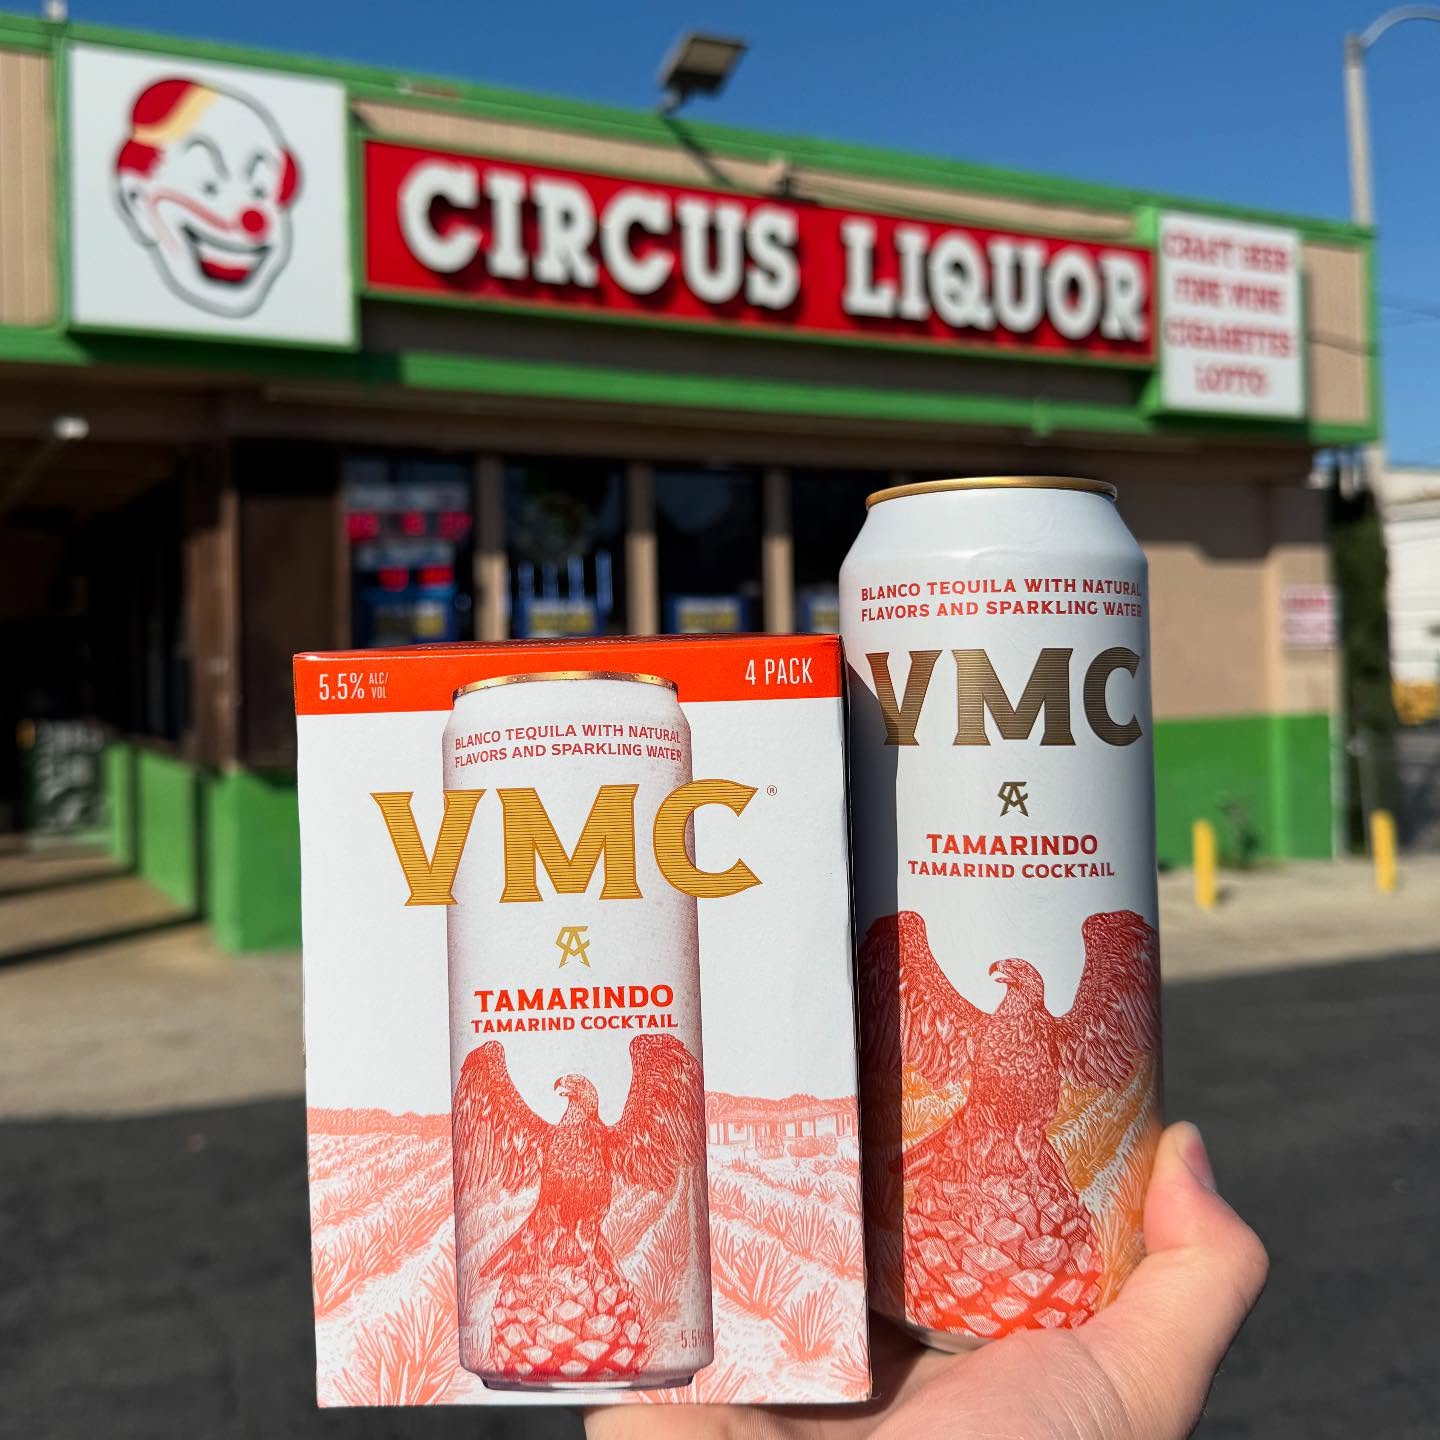 CIRCUS LIQUOR
CRAFT BEER
FINE WINE
CIGARETTES
LOTTO
5.5% ALC/
VOL
4 PACK
BLANCO TEQUILA WITH NATURAL
FLAVORS AND SPARKLING WATER
VMC®
TAMARINDO
TAMARIND COCKTAIL
5.5%
BLANCO TEQUILA WITH NATURAL
FLAVORS AND SPARKLING WATER
VMC
TAMARINDO
TAMARIND COCKTAIL